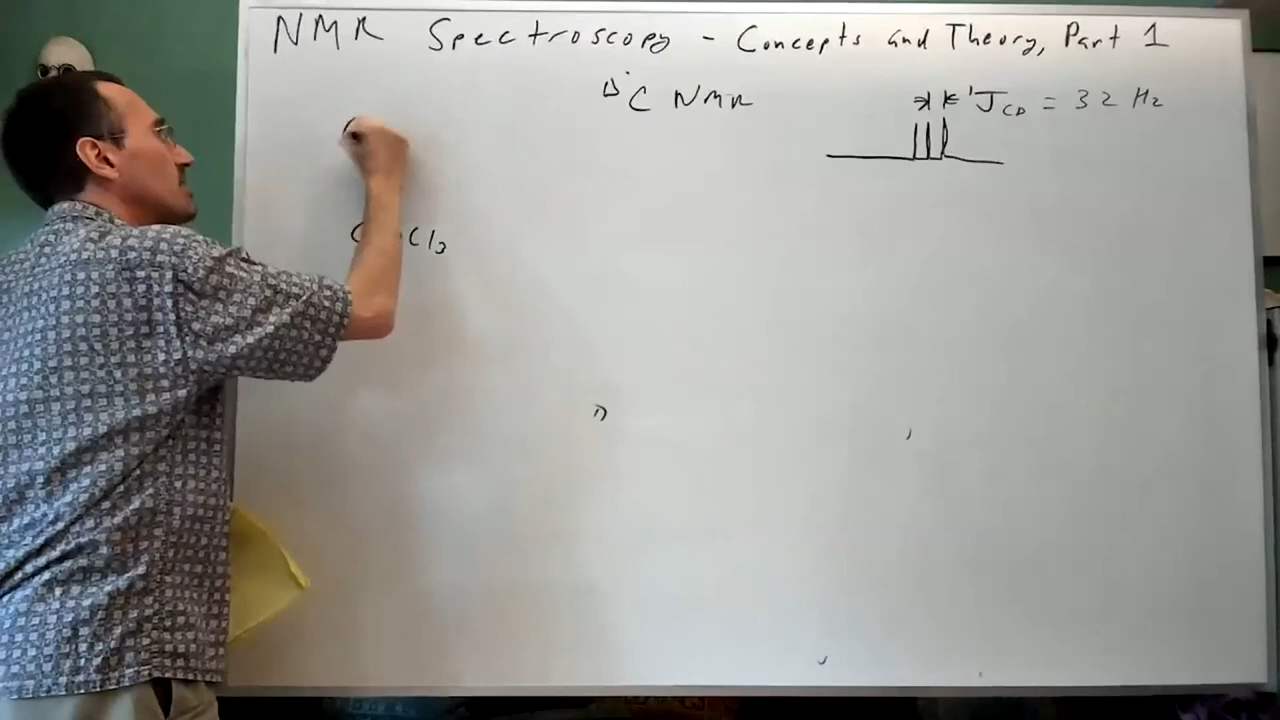 NMR Spectroscopy - Concepts and Theory, Part 1
¹³C NMR
¹J_CD = 32 Hz
Cl₃